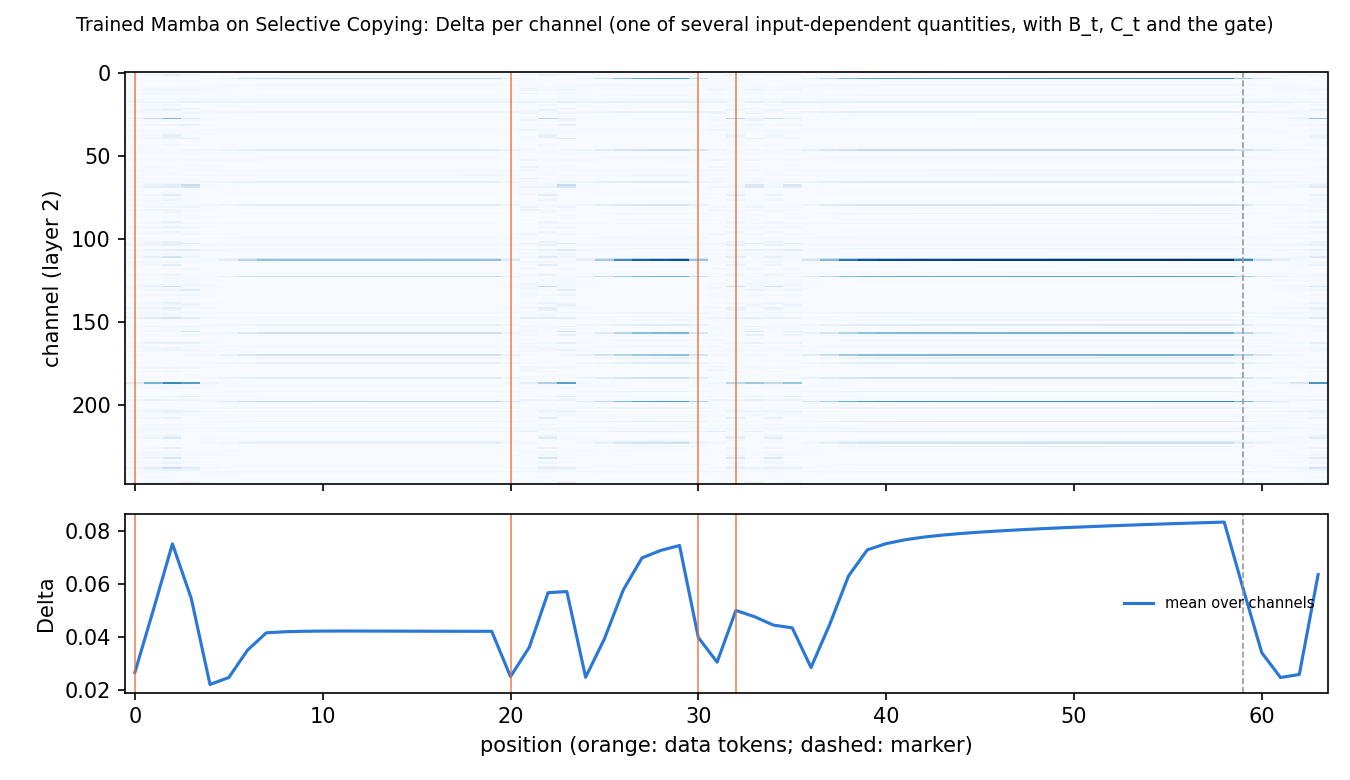 Trained Mamba on Selective Copying: Delta per channel (one of several input-dependent quantities, with B_t, C_t and the gate)
0
50
100
150
200
channel (layer 2)
0.08
0.06
0.04
0.02
Delta
mean over channels
0 10 20 30 40 50 60
position (orange: data tokens; dashed: marker)